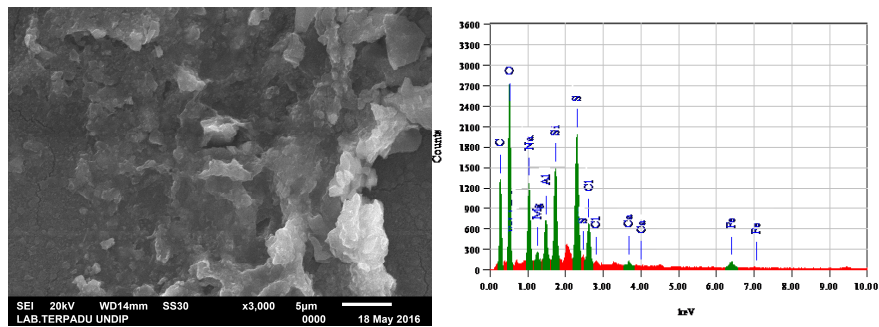 SEI 20kV WD14mm SS30 x3,000 5µm
LAB.TERPADU UNDIP 0000 18 May 2016
3600
3300
3000
2700
2400
2100
1800
1500
1200
900
600
300
0
Counts
C
O
Na
Mg
Al
Si
S
S
Cl
Cl
Ca
Ca
Fe
Fe
0.00 1.00 2.00 3.00 4.00 5.00 6.00 7.00 8.00 9.00 10.00
keV